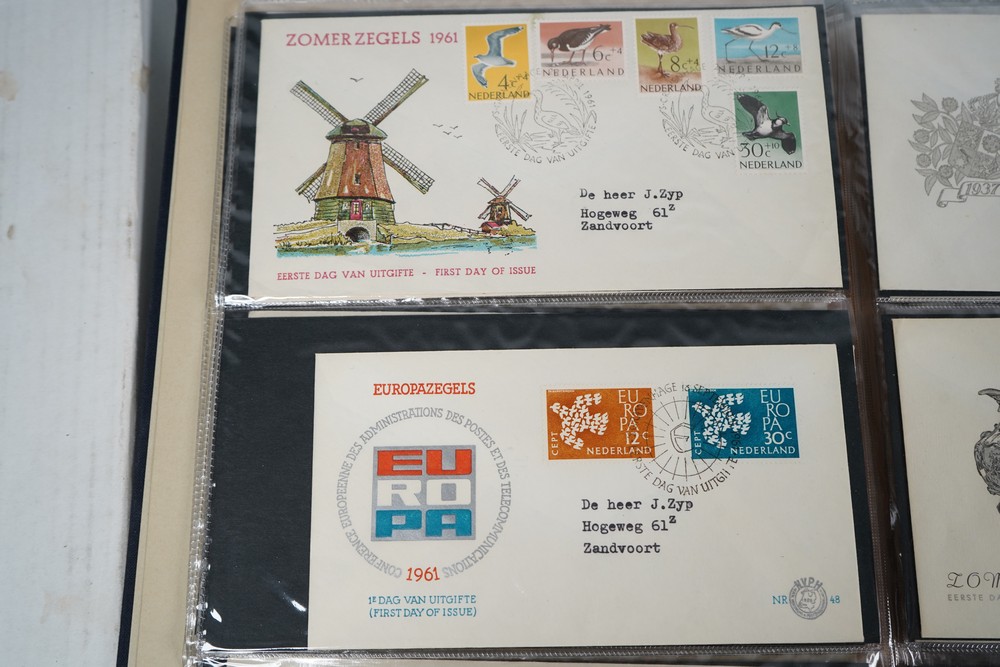 ZOMERZEGELS 1961
4c+4
NEDERLAND
6c+4
NEDERLAND
8c+4
NEDERLAND
12c+8
NEDERLAND
30c+10
NEDERLAND
EERSTE DAG VAN UITGIFTE
De heer J.Zyp
Hogeweg 61z
Zandvoort
EERSTE DAG VAN UITGIFTE - FIRST DAY OF ISSUE
EUROPAZEGELS
CONFERENCE EUROPEENNE DES ADMINISTRATIONS DES POSTES ET DES TELECOMMUNICATIONS
EU
RO
PA
1961
1E DAG VAN UITGIFTE
(FIRST DAY OF ISSUE)
CEPT
EU
RO
PA
12c
NEDERLAND
CEPT
EU
RO
PA
30c
NEDERLAND
DAG VAN UITGIFTE
De heer J.Zyp
Hogeweg 61z
Zandvoort
NR NVPH 48
1937
ZOM
EERSTE DA